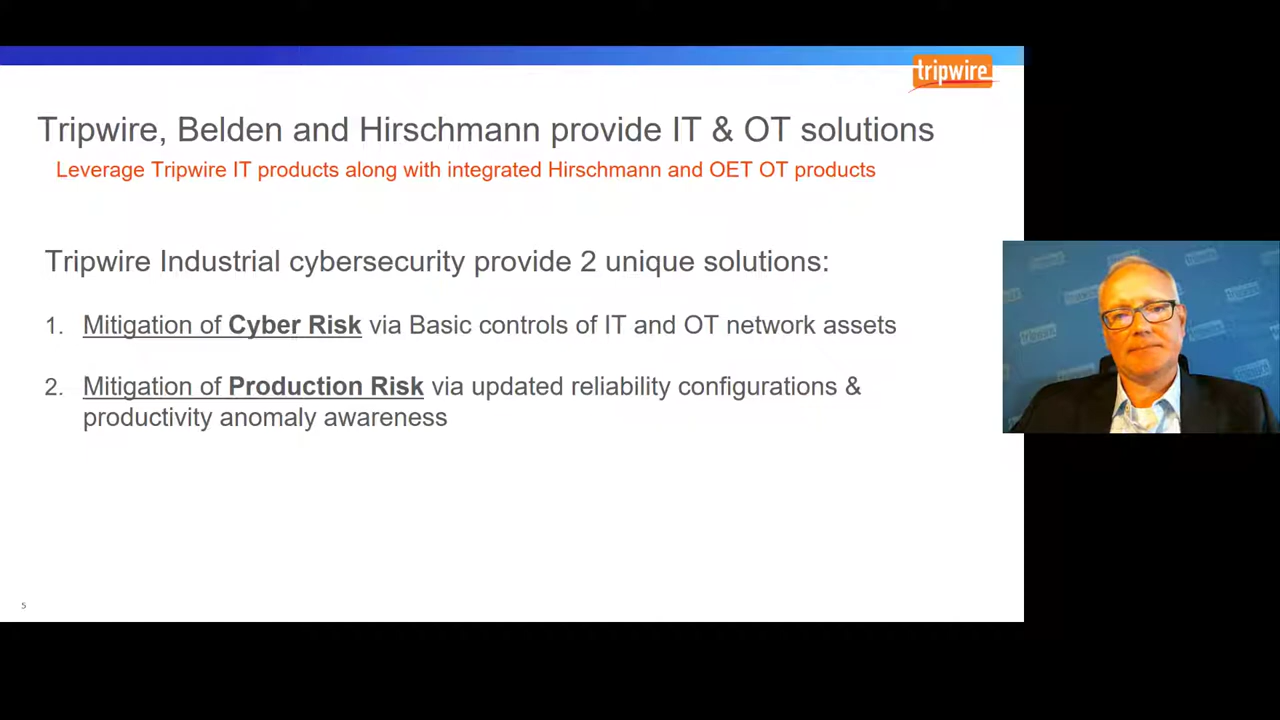 tripwire
Tripwire, Belden and Hirschmann provide IT & OT solutions
Leverage Tripwire IT products along with integrated Hirschmann and OET OT products
Tripwire Industrial cybersecurity provide 2 unique solutions:
1. Mitigation of Cyber Risk via Basic controls of IT and OT network assets
2. Mitigation of Production Risk via updated reliability configurations &
productivity anomaly awareness
5